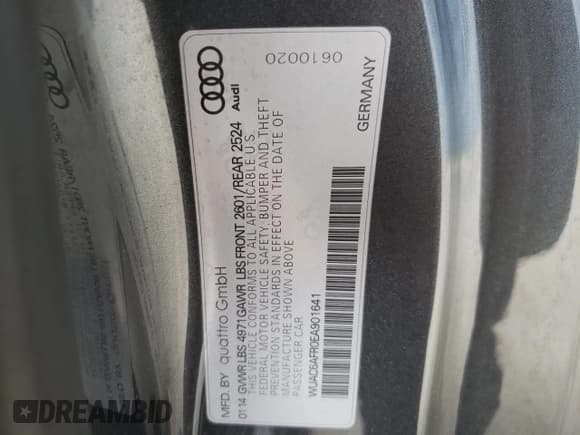 0610020
Audi
MFD. BY quattro GmbH
0114 GVWR LBS 4971 GAWR LBS FRONT 2601/REAR 2524
THIS VEHICLE CONFORMS TO ALL APPLICABLE U.S.
FEDERAL MOTOR VEHICLE SAFETY, BUMPER AND THEFT
PREVENTION STANDARDS IN EFFECT ON THE DATE OF
MANUFACTURE SHOWN ABOVE
PASSENGER CAR
WUAC6AFR0EA901641
GERMANY
DREAMBID